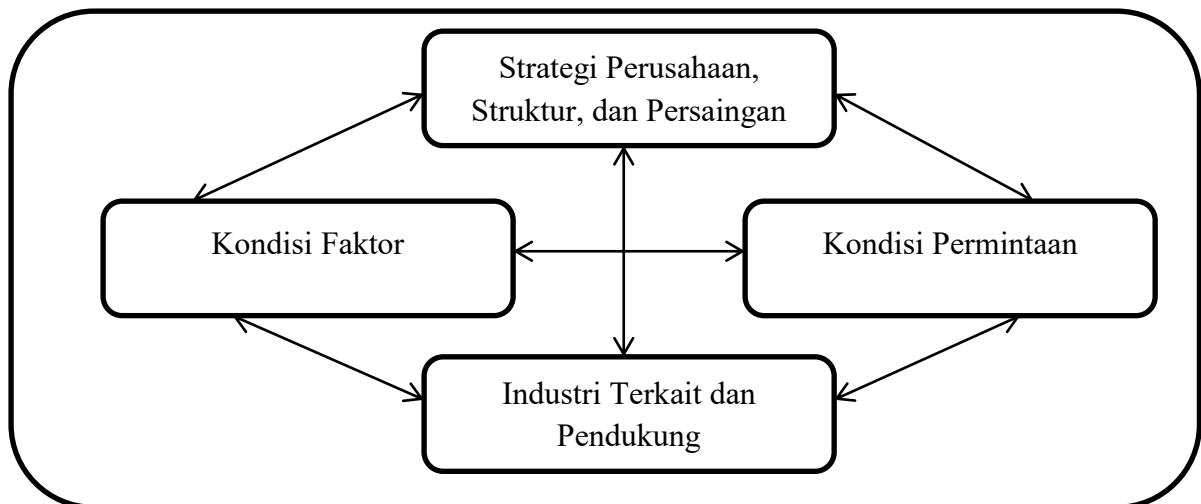 Strategi Perusahaan,
Struktur, dan Persaingan
Kondisi Faktor
Kondisi Permintaan
Industri Terkait dan
Pendukung